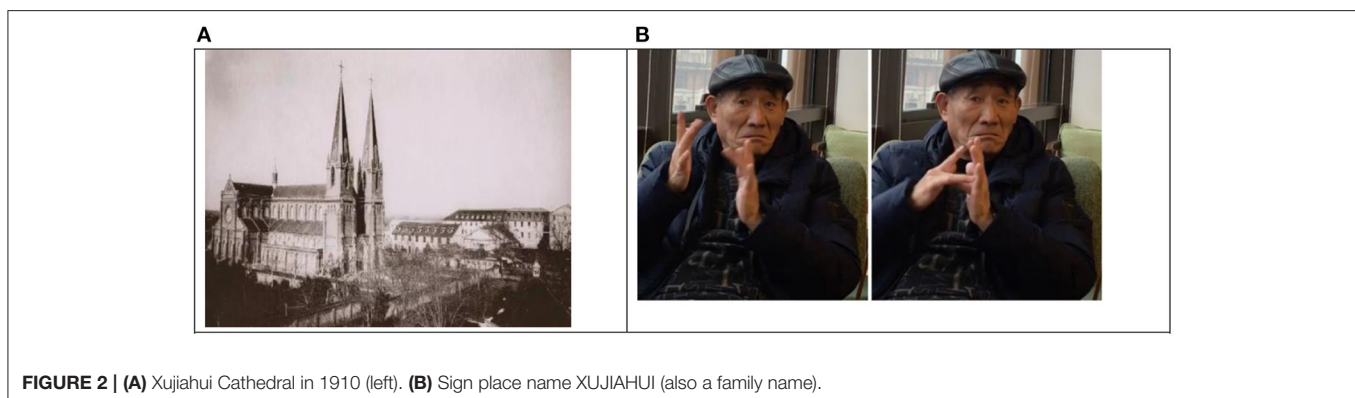 A
B
FIGURE 2 | (A) Xujiahui Cathedral in 1910 (left). (B) Sign place name XUJIAHUI (also a family name).